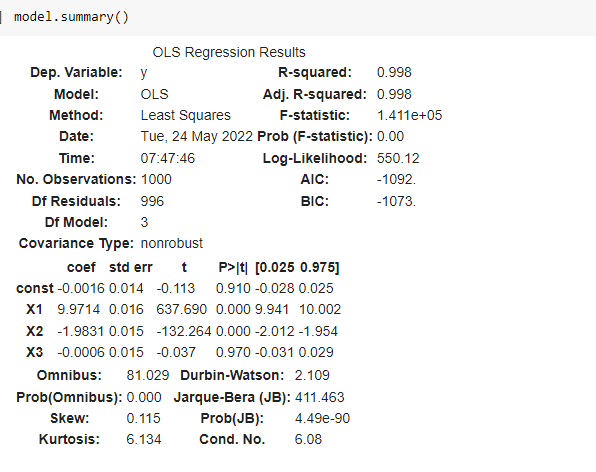 model.summary()
OLS Regression Results
Dep. Variable: y R-squared: 0.998
Model: OLS Adj. R-squared: 0.998
Method: Least Squares F-statistic: 1.411e+05
Date: Tue, 24 May 2022 Prob (F-statistic): 0.00
Time: 07:47:46 Log-Likelihood: 550.12
No. Observations: 1000 AIC: -1092.
Df Residuals: 996 BIC: -1073.
Df Model: 3
Covariance Type: nonrobust
coef std err t P>|t| [0.025 0.975]
const -0.0016 0.014 -0.113 0.910 -0.028 0.025
X1 9.9714 0.016 637.690 0.000 9.941 10.002
X2 -1.9831 0.015 -132.264 0.000 -2.012 -1.954
X3 -0.0006 0.015 -0.037 0.970 -0.031 0.029
Omnibus: 81.029 Durbin-Watson: 2.109
Prob(Omnibus): 0.000 Jarque-Bera (JB): 411.463
Skew: 0.115 Prob(JB): 4.49e-90
Kurtosis: 6.134 Cond. No. 6.08